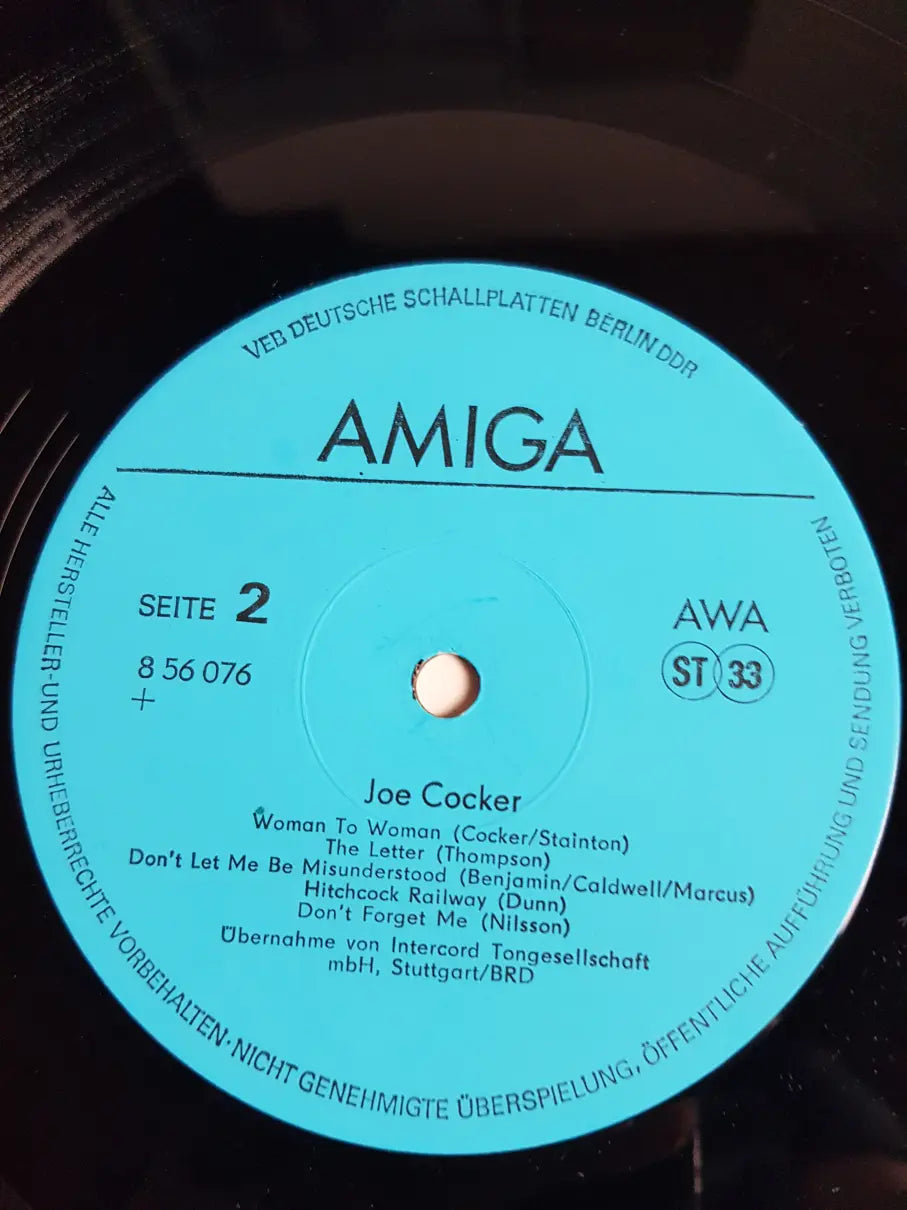 VEB DEUTSCHE SCHALLPLATTEN BERLIN DDR
AMIGA
SEITE 2
8 56 076
+
AWA
ST 33
Joe Cocker
Woman To Woman (Cocker/Stainton)
The Letter (Thompson)
Don't Let Me Be Misunderstood (Benjamin/Caldwell/Marcus)
Hitchcock Railway (Dunn)
Don't Forget Me (Nilsson)
Übernahme von Intercord Tongesellschaft
mbH, Stuttgart/BRD
ALLE HERSTELLER-UND URHEBERRECHTE VORBEHALTEN·NICHT GENEHMIGTE ÜBERSPIELUNG, ÖFFENTLICHE AUFFÜHRUNG UND SENDUNG VERBOTEN